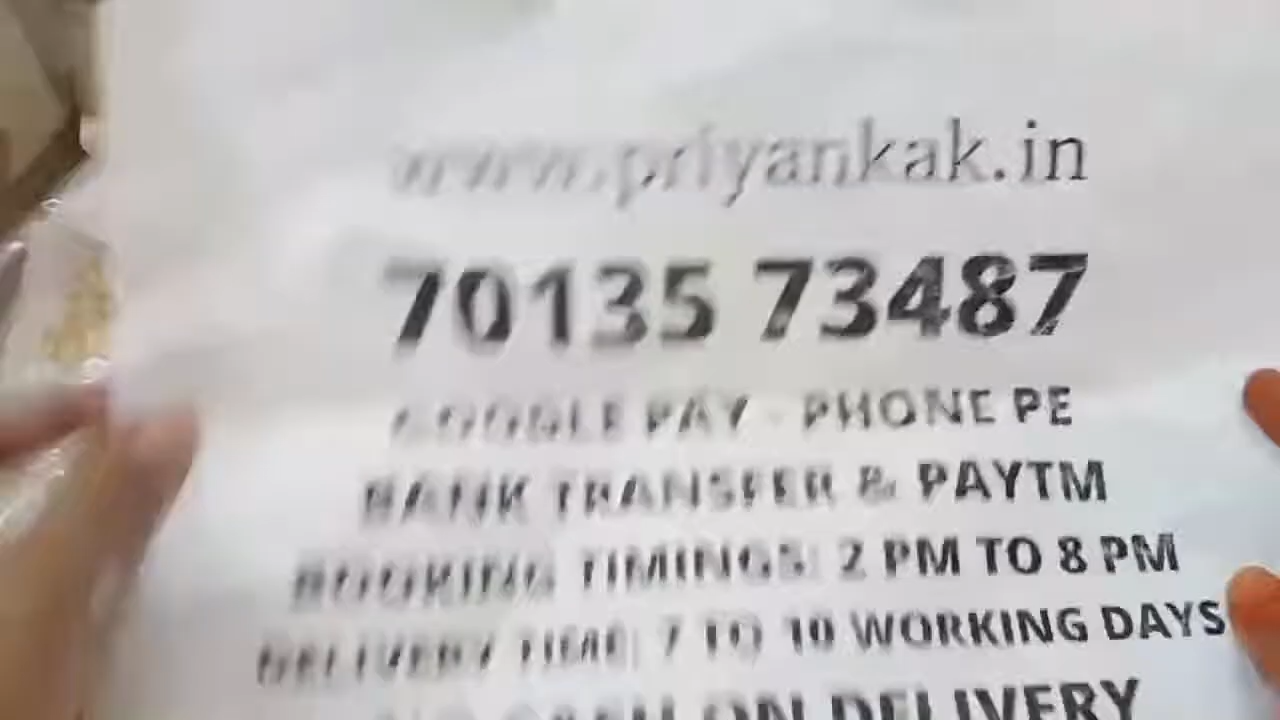 www.priyankak.in
70135 73487
GOOGLE PAY - PHONE PE
BANK TRANSFER & PAYTM
BOOKING TIMINGS: 2 PM TO 8 PM
DELIVERY TIME: 7 TO 10 WORKING DAYS
NO CASH ON DELIVERY